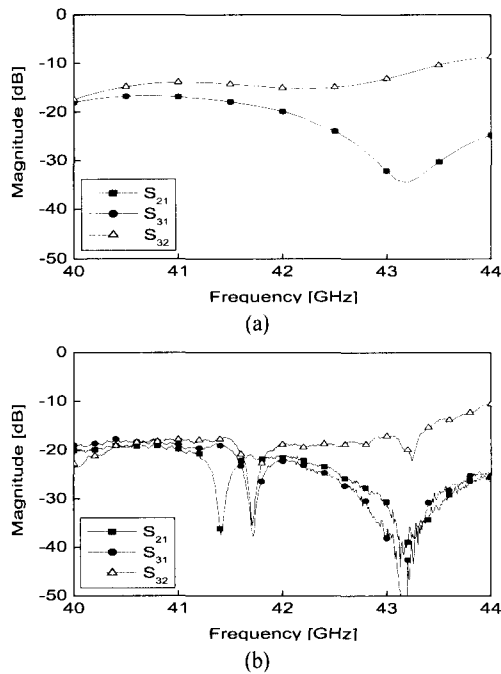 0
-10
-20
-30
-40
-50
Magnitude [dB]
S21
S31
S32
40 41 42 43 44
Frequency [GHz]
(a)
0
-10
-20
-30
-40
-50
Magnitude [dB]
S21
S31
S32
40 41 42 43 44
Frequency [GHz]
(b)